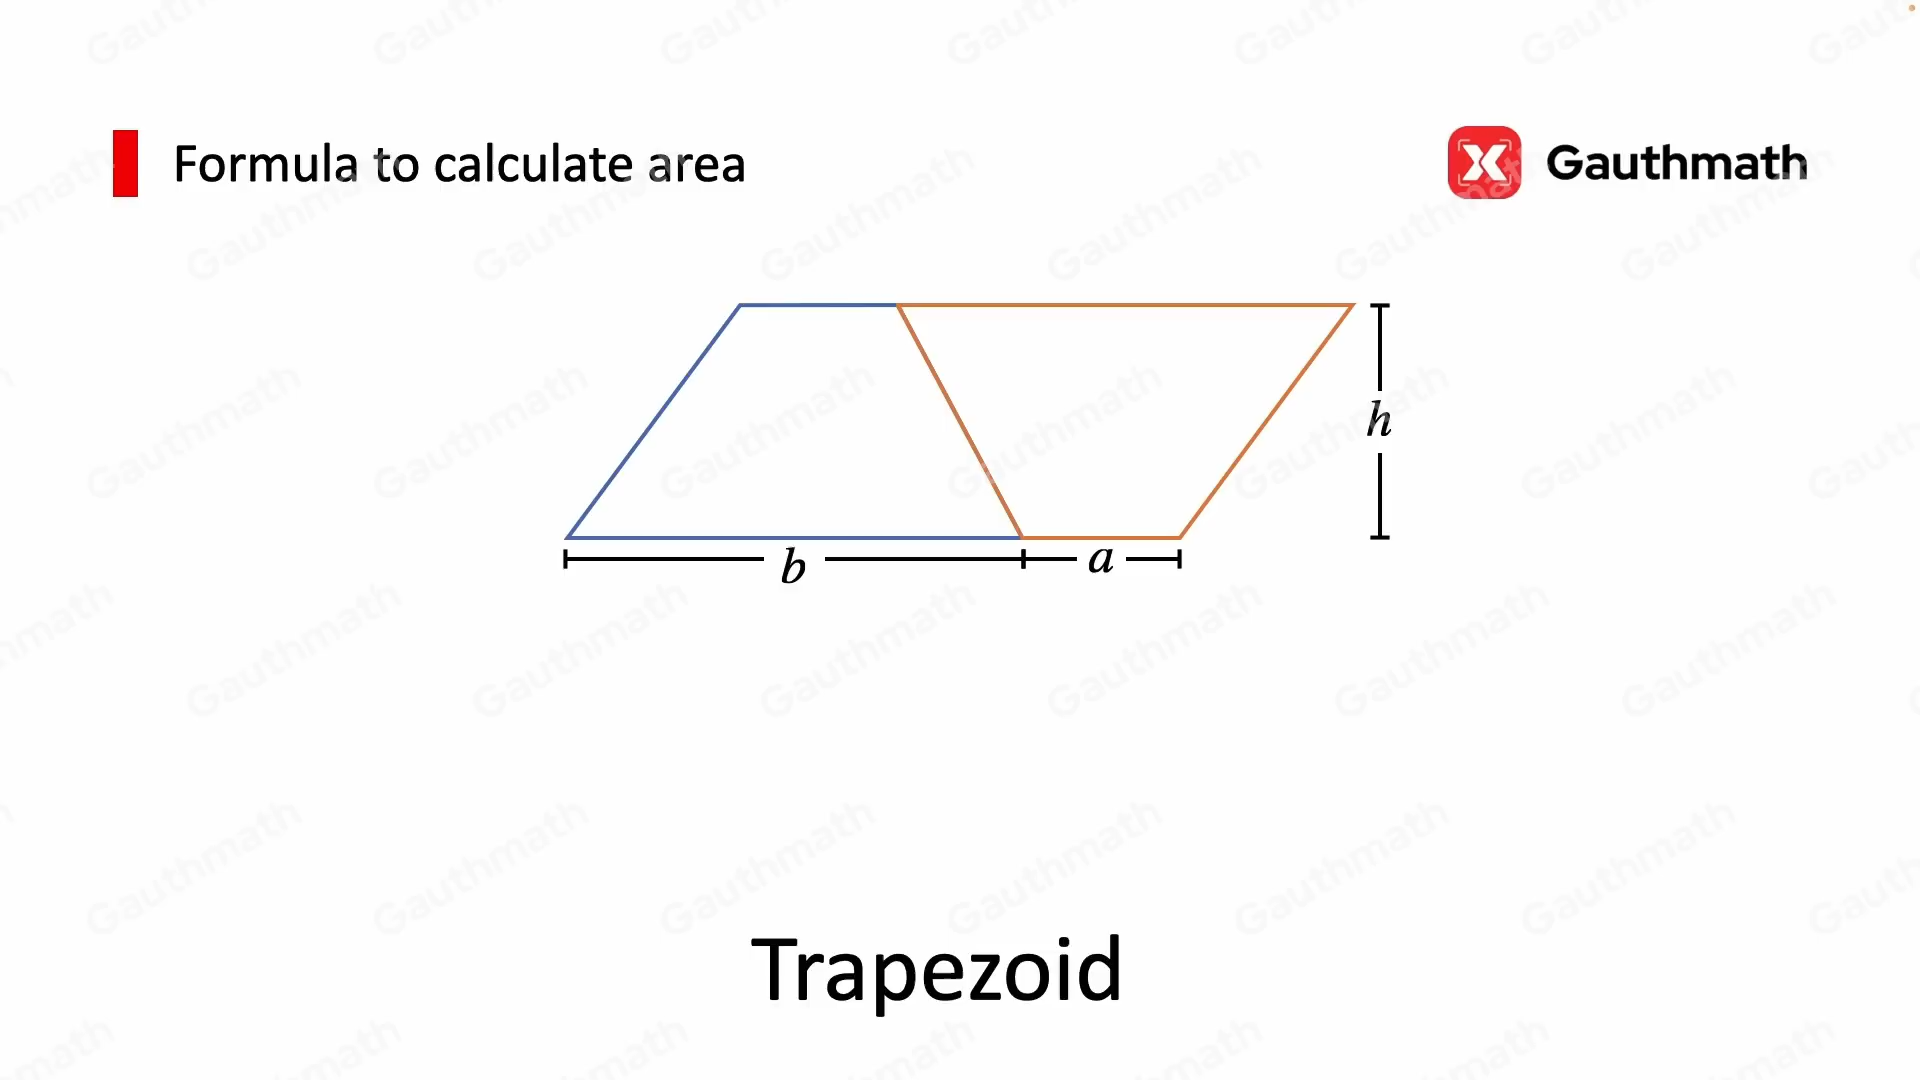 Formula to calculate area
Gauthmath
h
b
a
Trapezoid